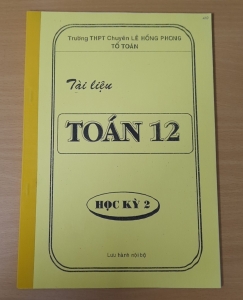 Trường THPT Chuyên LÊ HỒNG PHONG
TỔ TOÁN
Tài liệu
TOÁN 12
HỌC KỲ 2
Lưu hành nội bộ